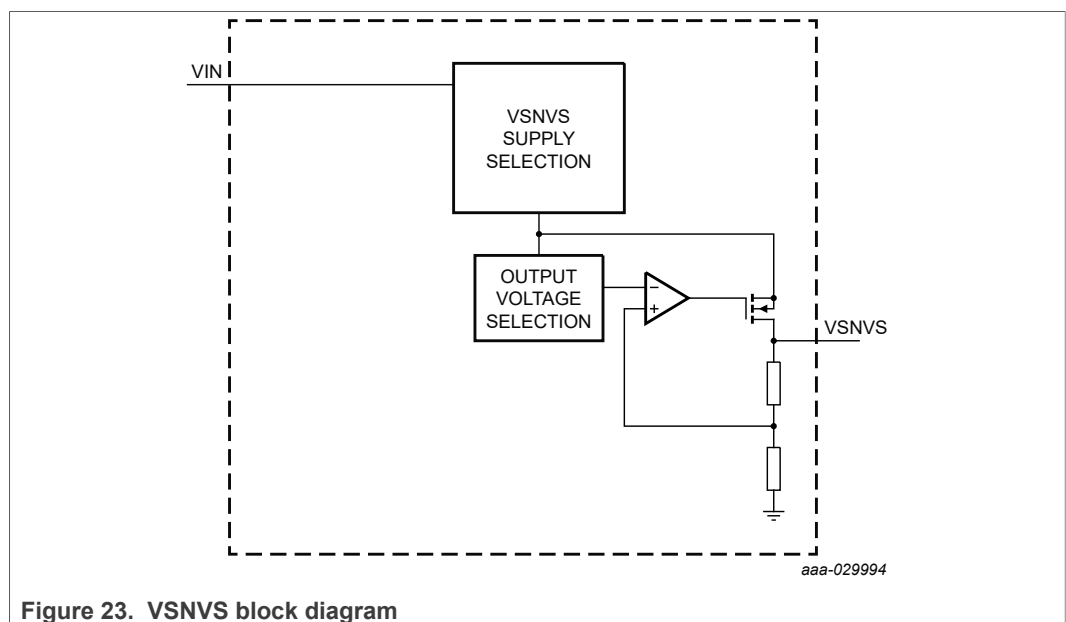 VIN
VSNVS
SUPPLY
SELECTION
OUTPUT
VOLTAGE
SELECTION
−
+
VSNVS
aaa-029994
Figure 23. VSNVS block diagram